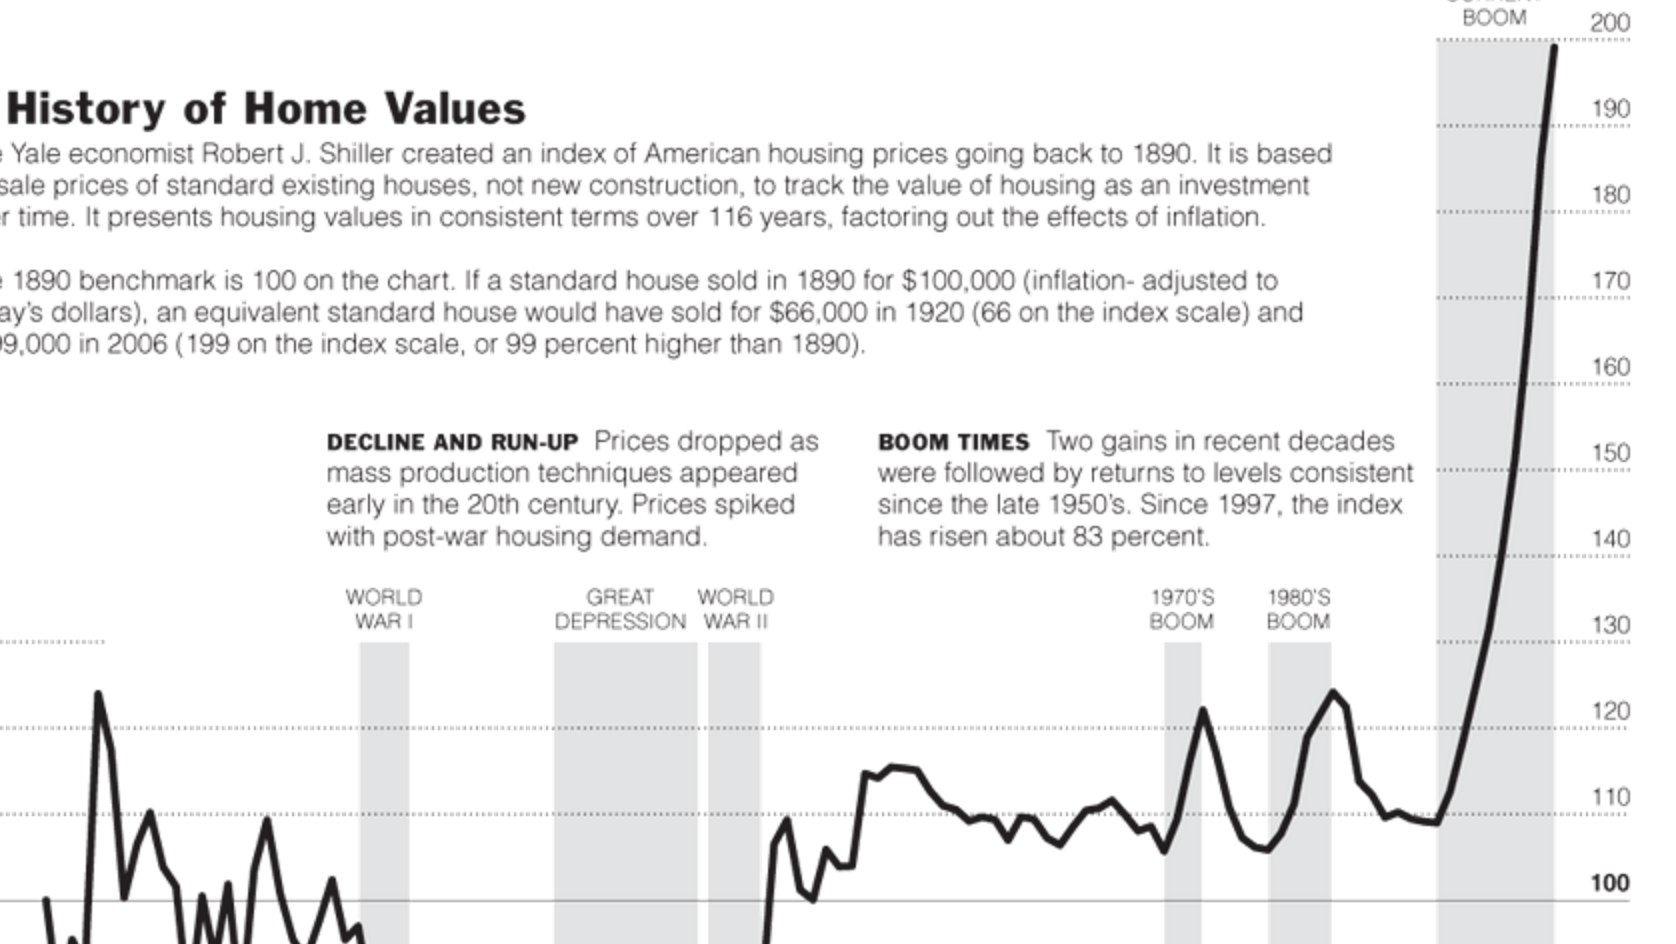 BOOM
200
History of Home Values
190
Yale economist Robert J. Shiller created an index of American housing prices going back to 1890. It is based
sale prices of standard existing houses, not new construction, to track the value of housing as an investment
180
r time. It presents housing values in consistent terms over 116 years, factoring out the effects of inflation.
170
1890 benchmark is 100 on the chart. If a standard house sold in 1890 for $100,000 (inflation- adjusted to
ay's dollars), an equivalent standard house would have sold for $66,000 in 1920 (66 on the index scale) and
99,000 in 2006 (199 on the index scale, or 99 percent higher than 1890).
160
DECLINE AND RUN-UP Prices dropped as
mass production techniques appeared
early in the 20th century. Prices spiked
with post-war housing demand.
BOOM TIMES Two gains in recent decades
were followed by returns to levels consistent
since the late 1950's. Since 1997, the index
has risen about 83 percent.
150
140
WORLD
WAR I
GREAT
DEPRESSION
WORLD
WAR II
1970'S
BOOM
1980'S
BOOM
130
120
110
100